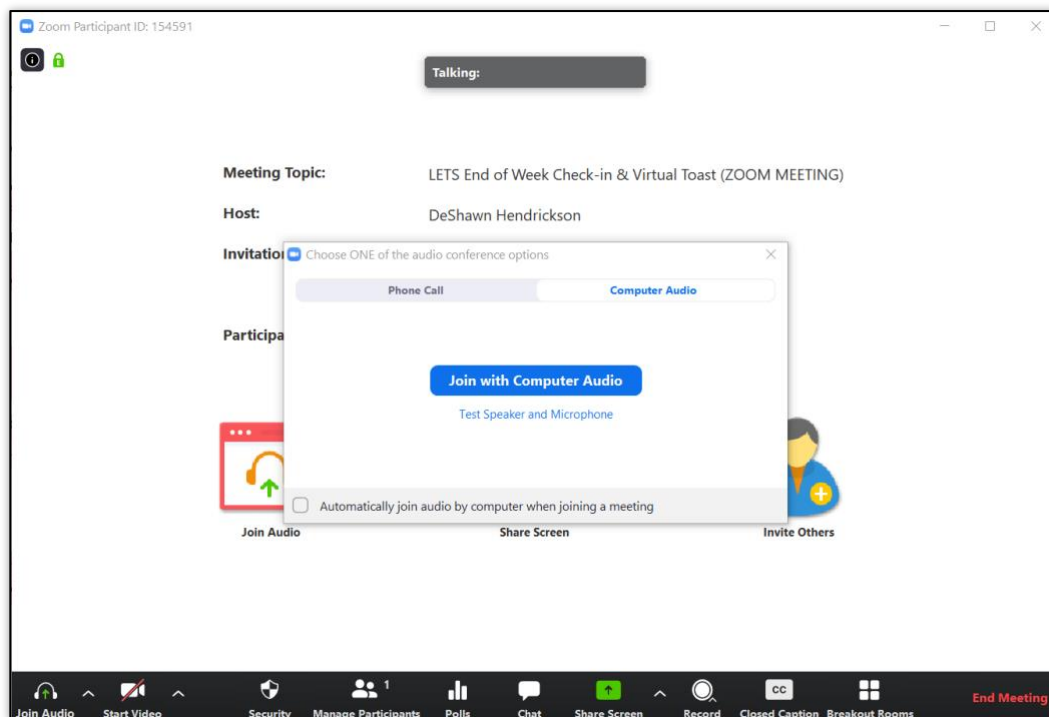 Zoom Participant ID: 154591
Talking:
Meeting Topic: LETS End of Week Check-in & Virtual Toast (ZOOM MEETING)
Host: DeShawn Hendrickson
Choose ONE of the audio conference options
Phone Call Computer Audio
Join with Computer Audio
Test Speaker and Microphone
Automatically join audio by computer when joining a meeting
Join Audio Share Screen Invite Others
1
Join Audio Start Video Security Manage Participants Polls Chat Share Screen Record CC Closed Caption Breakout Rooms End Meeting